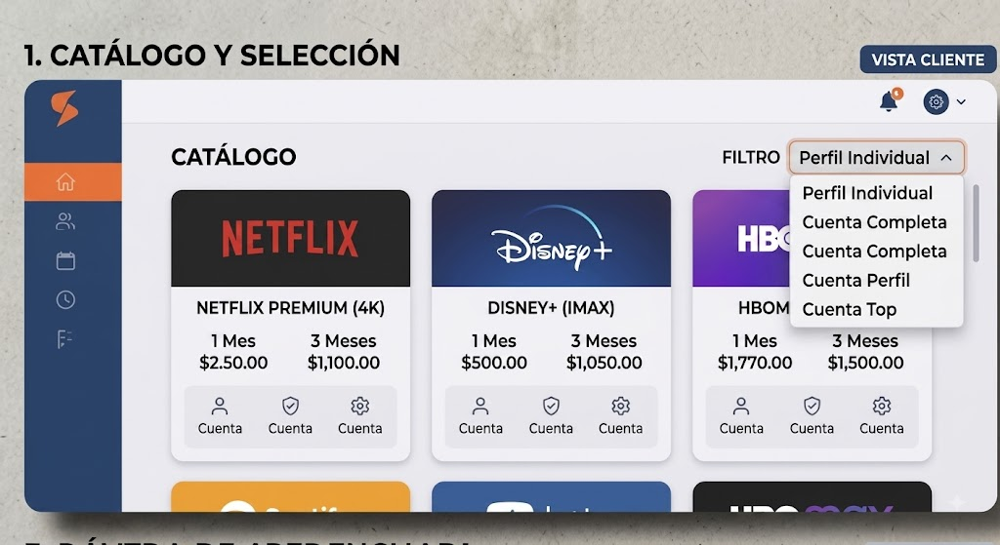 1. CATÁLOGO Y SELECCIÓN
VISTA CLIENTE
CATÁLOGO
FILTRO Perfil Individual
Perfil Individual
Cuenta Completa
Cuenta Completa
Cuenta Perfil
Cuenta Top
NETFLIX
DISNEY+
HBO
NETFLIX PREMIUM (4K)
1 Mes 3 Meses
$2.50.00 $1,100.00
Cuenta Cuenta Cuenta
DISNEY+ (IMAX)
1 Mes 3 Meses
$500.00 $1,050.00
Cuenta Cuenta Cuenta
HBOM
1 Mes 3 Meses
$1,770.00 $1,500.00
Cuenta Cuenta Cuenta